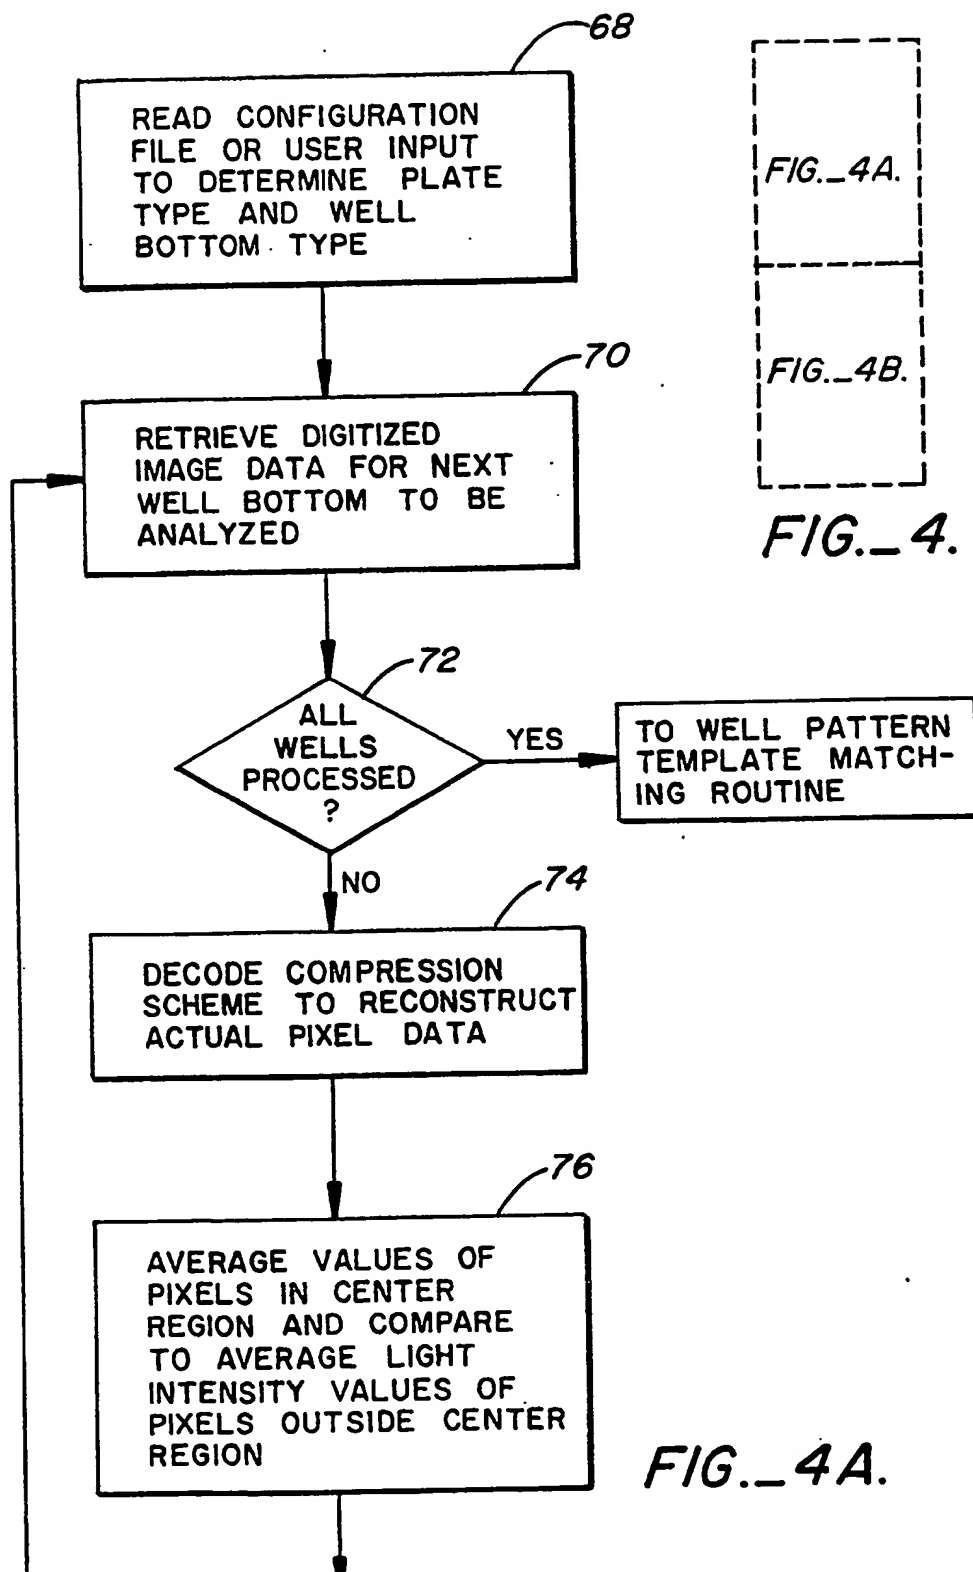 68
READ CONFIGURATION
FILE OR USER INPUT
TO DETERMINE PLATE
TYPE AND WELL
BOTTOM TYPE
FIG._4A.
FIG._4B.
FIG._4.
70
RETRIEVE DIGITIZED
IMAGE DATA FOR NEXT
WELL BOTTOM TO BE
ANALYZED
72
ALL
WELLS
PROCESSED
?
YES
TO WELL PATTERN
TEMPLATE MATCH-
ING ROUTINE
NO
74
DECODE COMPRESSION
SCHEME TO RECONSTRUCT
ACTUAL PIXEL DATA
76
AVERAGE VALUES OF
PIXELS IN CENTER
REGION AND COMPARE
TO AVERAGE LIGHT
INTENSITY VALUES OF
PIXELS OUTSIDE CENTER
REGION
FIG._4A.